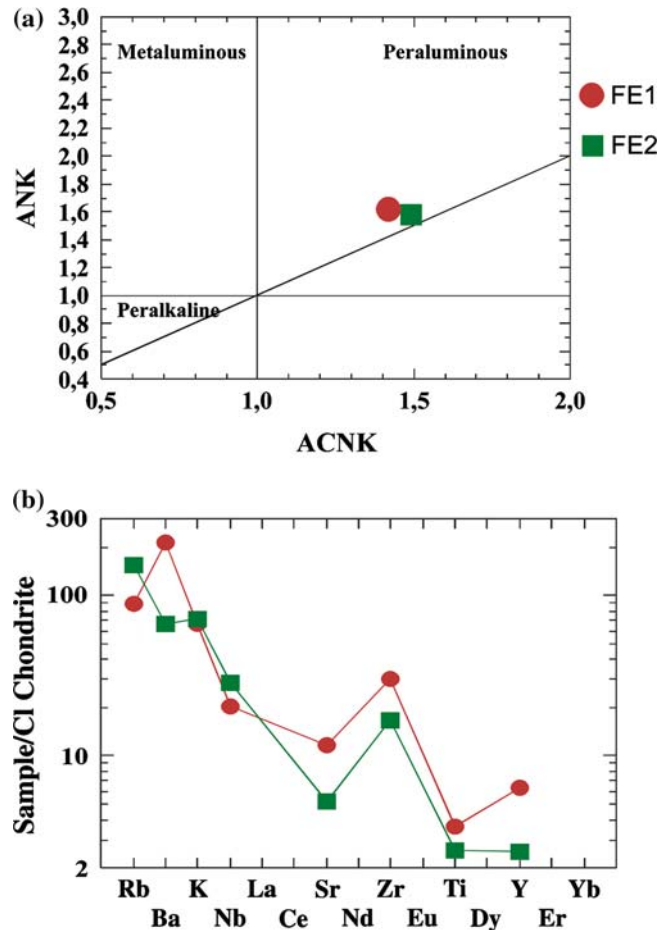 (a)
3,0
2,8
2,6
2,4
2,2
2,0
1,8
1,6
1,4
1,2
1,0
0,8
0,6
0,4
ANK
Metaluminous
Peraluminous
Peralkaline
0,5 1,0 1,5 2,0
ACNK
FE1
FE2
(b)
300
100
10
2
Sample/CI Chondrite
Rb K La Sr Zr Ti Y Yb
Ba Nb Ce Nd Eu Dy Er